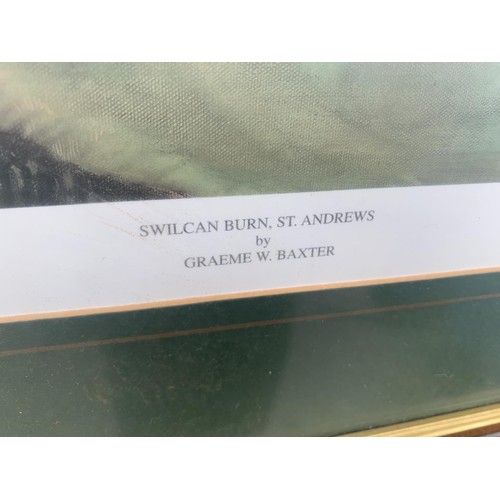 SWILCAN BURN, ST. ANDREWS
by
GRAEME W. BAXTER